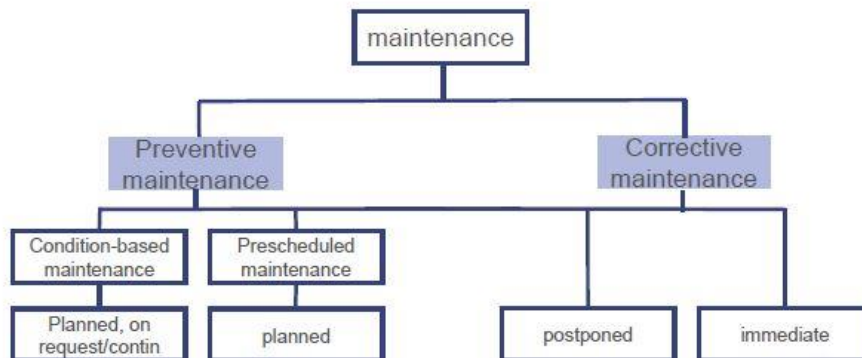 maintenance
Preventive
maintenance
Corrective
maintenance
Condition-based
maintenance
Prescheduled
maintenance
Planned, on
request/contin
planned
postponed
immediate